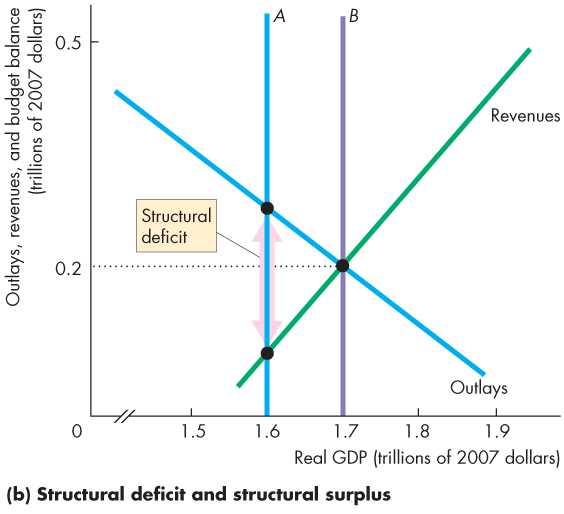 Outlays, revenues, and budget balance
(trillions of 2007 dollars)
0.5
A
B
Revenues
Structural
deficit
0.2
Outlays
0
1.5
1.6
1.7
1.8
1.9
Real GDP (trillions of 2007 dollars)
(b) Structural deficit and structural surplus